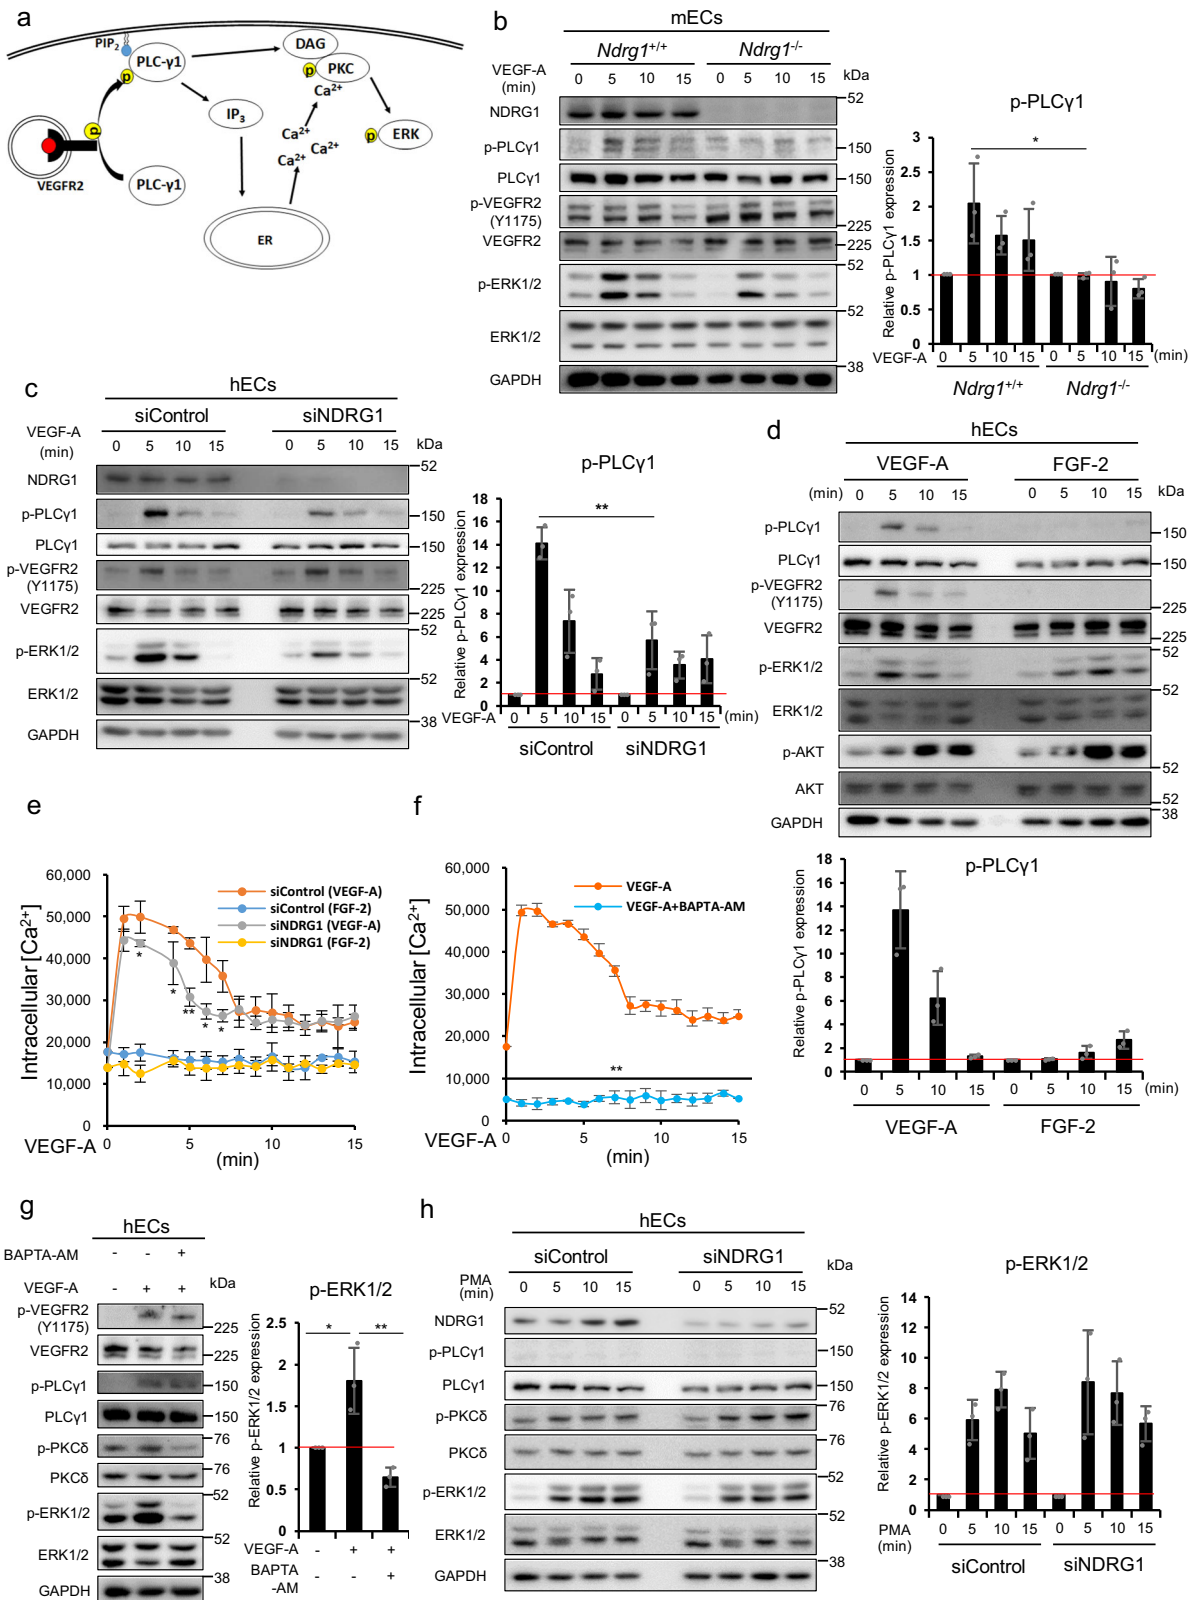 a
PIP2
PLC-γ1
p
DAG
PKC
p
Ca2+
IP3
Ca2+
Ca2+
Ca2+
p
ERK
p
VEGFR2
PLC-γ1
ER
b
mECs
Ndrg1+/+ Ndrg1-/-
VEGF-A (min) 0 5 10 15 0 5 10 15 kDa
NDRG1 52
p-PLCγ1 150
PLCγ1 150
p-VEGFR2 (Y1175) 225
VEGFR2 225
p-ERK1/2 52
ERK1/2 52
GAPDH 38
p-PLCγ1
Relative p-PLCγ1 expression
3
2.5
2
1.5
1
0.5
0
*
VEGF-A 0 5 10 15 0 5 10 15 (min)
Ndrg1+/+ Ndrg1-/-
c
hECs
siControl siNDRG1
VEGF-A (min) 0 5 10 15 0 5 10 15 kDa
NDRG1 52
p-PLCγ1 150
PLCγ1 150
p-VEGFR2 (Y1175) 225
VEGFR2 225
p-ERK1/2 52
ERK1/2 52
GAPDH 38
p-PLCγ1
Relative p-PLCγ1 expression
18
16
14
12
10
8
6
4
2
1
0
**
VEGF-A 0 5 10 15 0 5 10 15 (min)
siControl siNDRG1
d
hECs
VEGF-A FGF-2
(min) 0 5 10 15 0 5 10 15 kDa
p-PLCγ1 150
PLCγ1 150
p-VEGFR2 (Y1175) 225
VEGFR2 225
p-ERK1/2 52
ERK1/2 52
p-AKT 52
AKT 52
GAPDH 38
p-PLCγ1
Relative p-PLCγ1 expression
18
16
14
12
10
8
6
4
2
1
0
0 5 10 15 0 5 10 15 (min)
VEGF-A FGF-2
e
Intracellular [Ca2+]
60,000
50,000
40,000
30,000
20,000
10,000
0
siControl (VEGF-A)
siControl (FGF-2)
siNDRG1 (VEGF-A)
siNDRG1 (FGF-2)
* * ** * *
VEGF-A 0 5 10 15
(min)
f
Intracellular [Ca2+]
60,000
50,000
40,000
30,000
20,000
10,000
0
VEGF-A
VEGF-A+BAPTA-AM
**
VEGF-A 0 5 10 15
(min)
g
hECs
BAPTA-AM - - +
VEGF-A - + + kDa
p-VEGFR2 (Y1175) 225
VEGFR2 225
p-PLCγ1 150
PLCγ1 150
p-PKCδ 76
PKCδ 76
p-ERK1/2 52
ERK1/2 52
GAPDH 38
p-ERK1/2
Relative p-ERK1/2 expression
2.5
2
1.5
1
0.5
0
* **
VEGF-A - + +
BAPTA-AM - - +
h
hECs
siControl siNDRG1
PMA (min) 0 5 10 15 0 5 10 15 kDa
NDRG1 52
p-PLCγ1 150
PLCγ1 150
p-PKCδ 76
PKCδ 76
p-ERK1/2 52
ERK1/2 52
GAPDH 38
p-ERK1/2
Relative p-ERK1/2 expression
14
12
10
8
6
4
2
1
0
PMA (min) 0 5 10 15 0 5 10 15
siControl siNDRG1